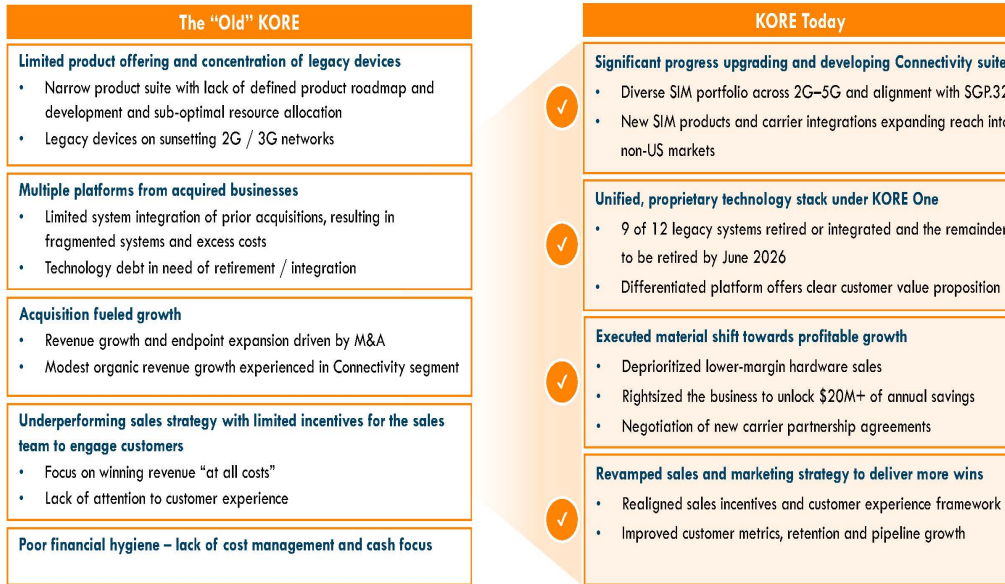 The “Old” KORE
Limited product offering and concentration of legacy devices
• Narrow product suite with lack of defined product roadmap and
development and sub-optimal resource allocation
• Legacy devices on sunsetting 2G / 3G networks
Multiple platforms from acquired businesses
• Limited system integration of prior acquisitions, resulting in
fragmented systems and excess costs
• Technology debt in need of retirement / integration
Acquisition fueled growth
• Revenue growth and endpoint expansion driven by M&A
• Modest organic revenue growth experienced in Connectivity segment
Underperforming sales strategy with limited incentives for the sales
team to engage customers
• Focus on winning revenue “at all costs”
• Lack of attention to customer experience
Poor financial hygiene – lack of cost management and cash focus
KORE Today
Significant progress upgrading and developing Connectivity suite
• Diverse SIM portfolio across 2G–5G and alignment with SGP.32
• New SIM products and carrier integrations expanding reach into
non-US markets
Unified, proprietary technology stack under KORE One
• 9 of 12 legacy systems retired or integrated and the remainder
to be retired by June 2026
• Differentiated platform offers clear customer value proposition
Executed material shift towards profitable growth
• Deprioritized lower-margin hardware sales
• Rightsized the business to unlock $20M+ of annual savings
• Negotiation of new carrier partnership agreements
Revamped sales and marketing strategy to deliver more wins
• Realigned sales incentives and customer experience framework
• Improved customer metrics, retention and pipeline growth